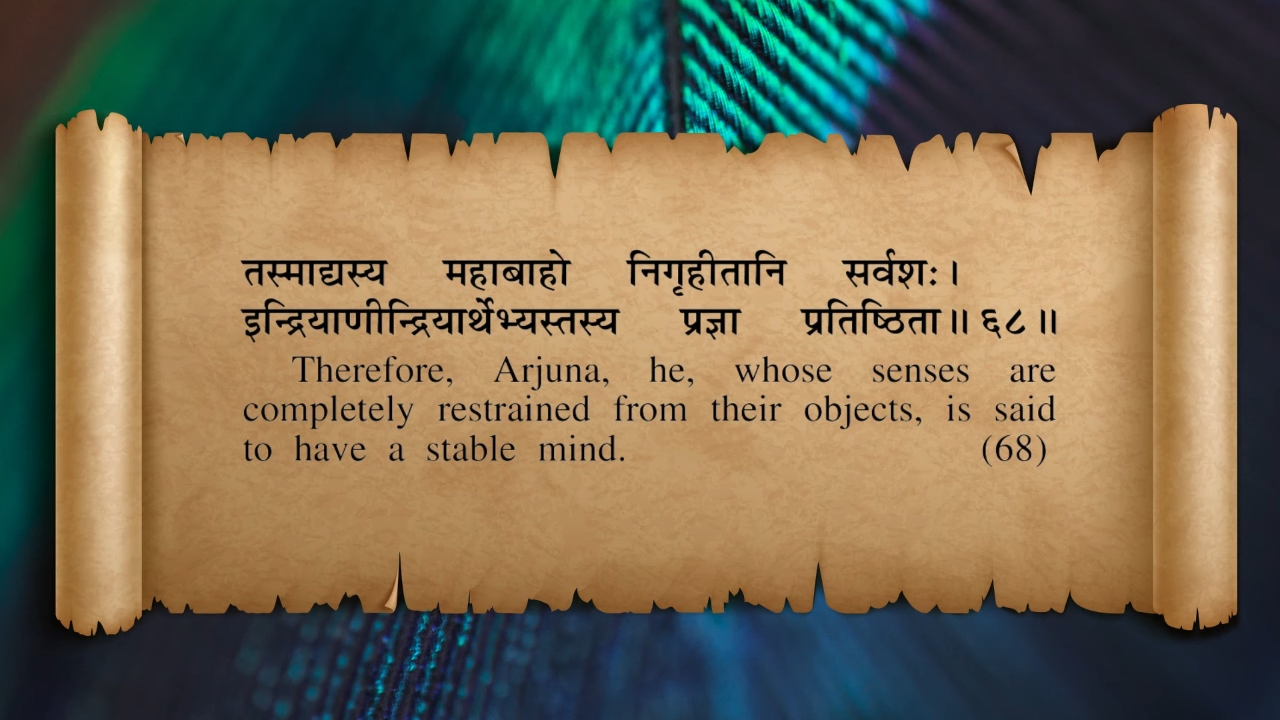 तस्माद्यस्य महाबाहो निगृहीतानि सर्वशः।
इन्द्रियाणीन्द्रियार्थेभ्यस्तस्य प्रज्ञा प्रतिष्ठिता॥६८॥
Therefore, Arjuna, he, whose senses are
completely restrained from their objects, is said
to have a stable mind. (68)